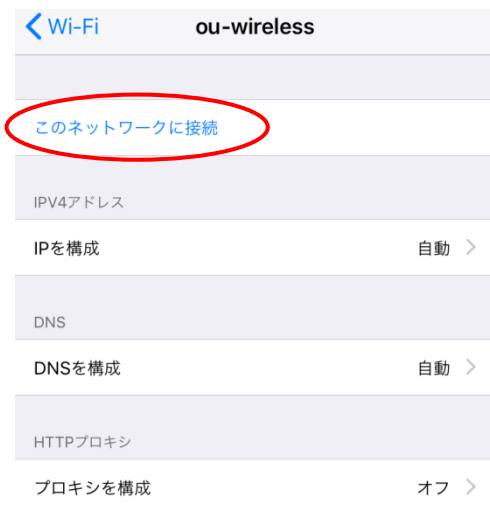 Wi-Fi ou-wireless
このネットワークに接続
IPV4アドレス
IPを構成 自動
DNS
DNSを構成 自動
HTTPプロキシ
プロキシを構成 オフ